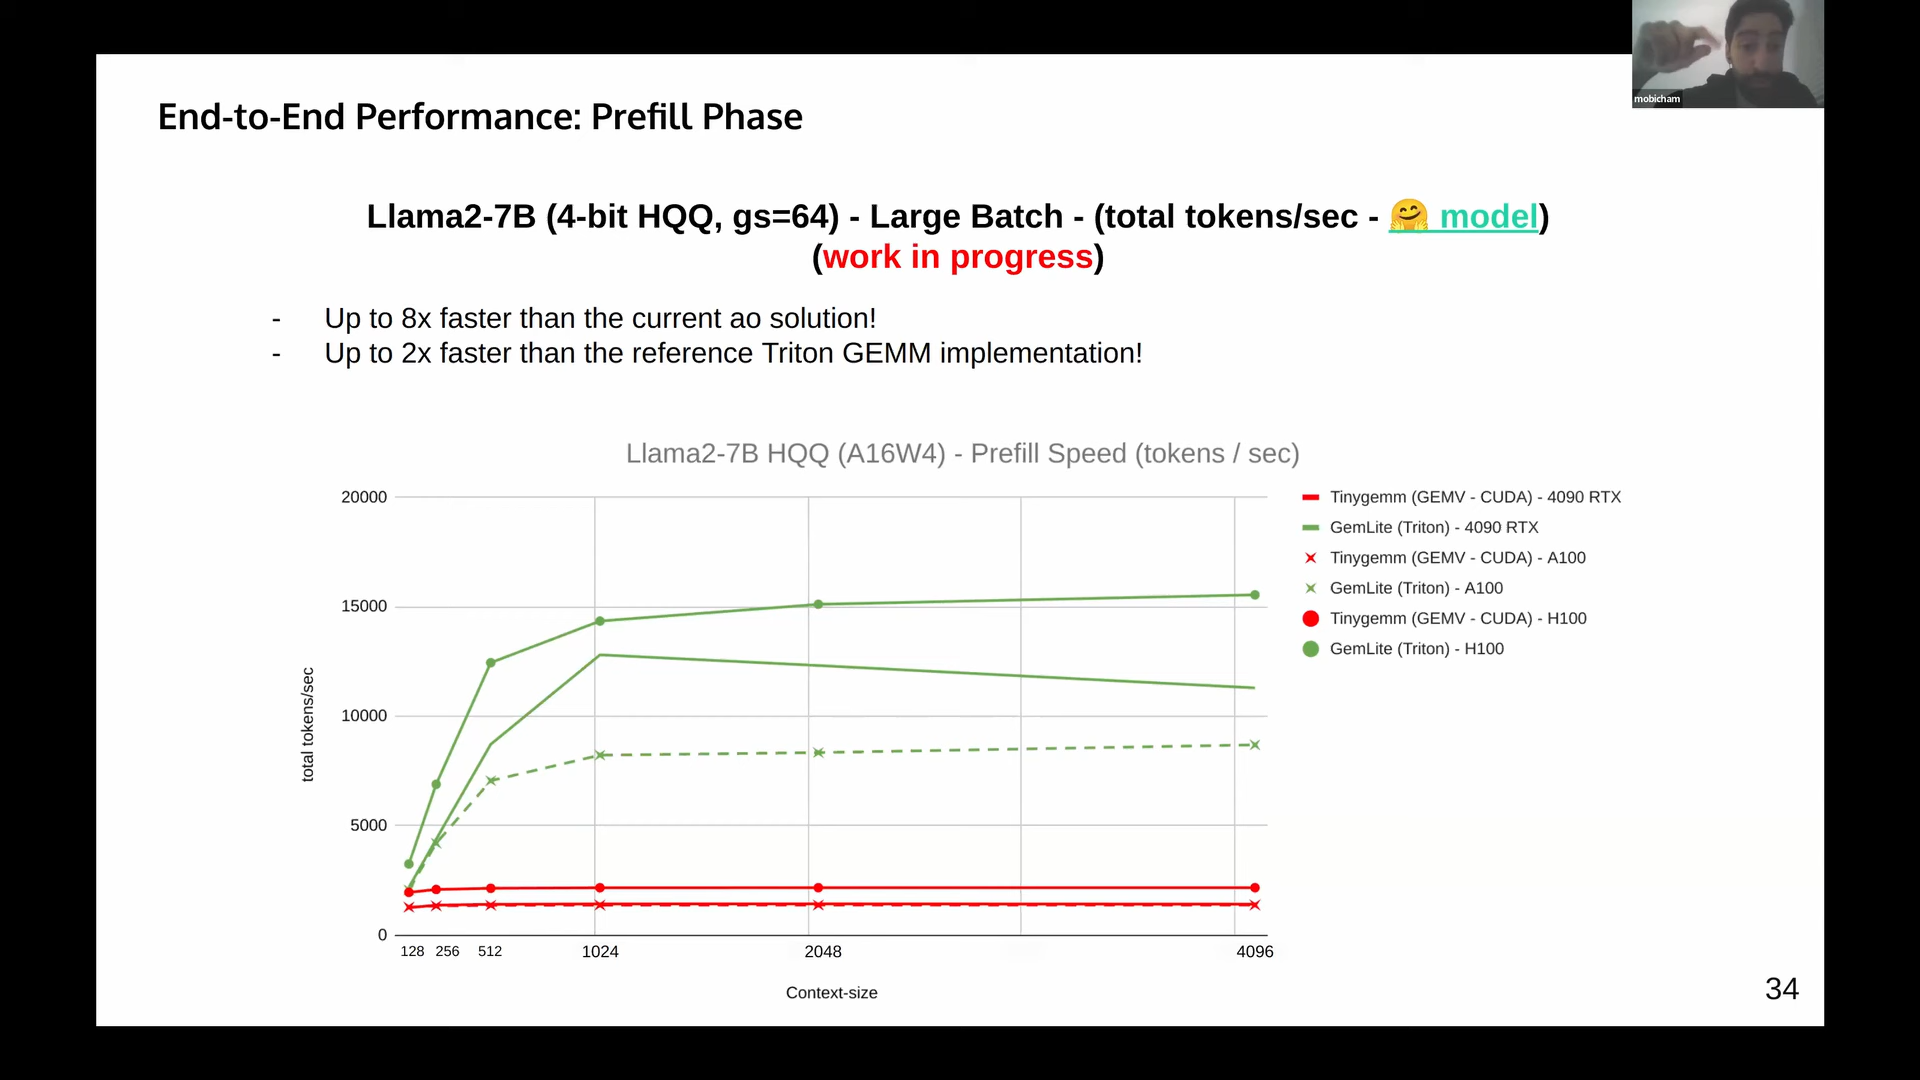 mobicham
End-to-End Performance: Prefill Phase
Llama2-7B (4-bit HQQ, gs=64) - Large Batch - (total tokens/sec - 🤗 model)
(work in progress)
- Up to 8x faster than the current ao solution!
- Up to 2x faster than the reference Triton GEMM implementation!
Llama2-7B HQQ (A16W4) - Prefill Speed (tokens / sec)
20000
15000
10000
5000
0
total tokens/sec
128 256 512 1024 2048 4096
Context-size
Tinygemm (GEMV - CUDA) - 4090 RTX
GemLite (Triton) - 4090 RTX
Tinygemm (GEMV - CUDA) - A100
GemLite (Triton) - A100
Tinygemm (GEMV - CUDA) - H100
GemLite (Triton) - H100
34